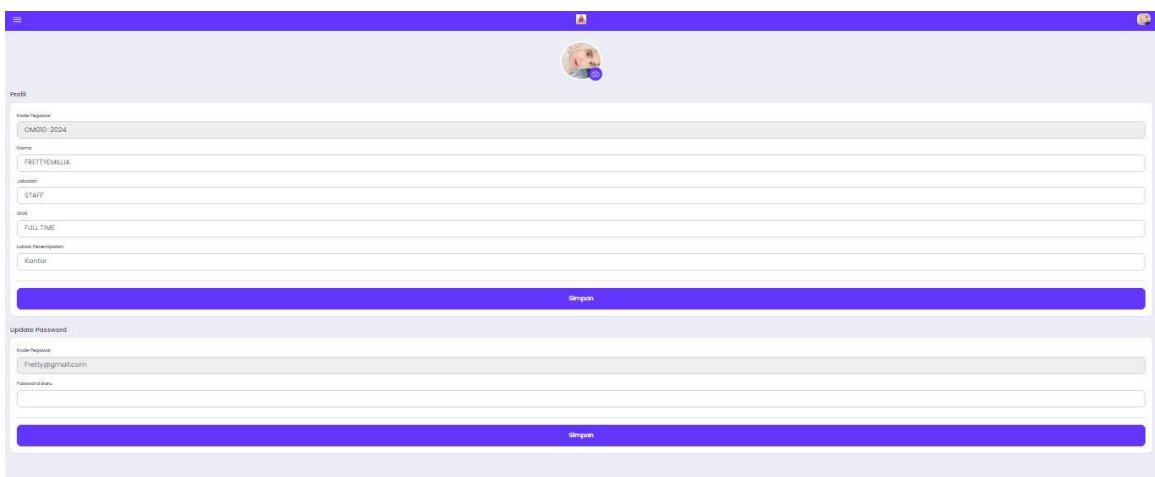 Profil
Kode Pegawai
OM010-2024
Nama
FRETTYEMILLIA
Jabatan
STAFF
Shift
FULL TIME
Lokasi Penempatan
Kantor
Simpan
Update Password
Kode Pegawai
Fretty@gmail.com
Password baru
Simpan